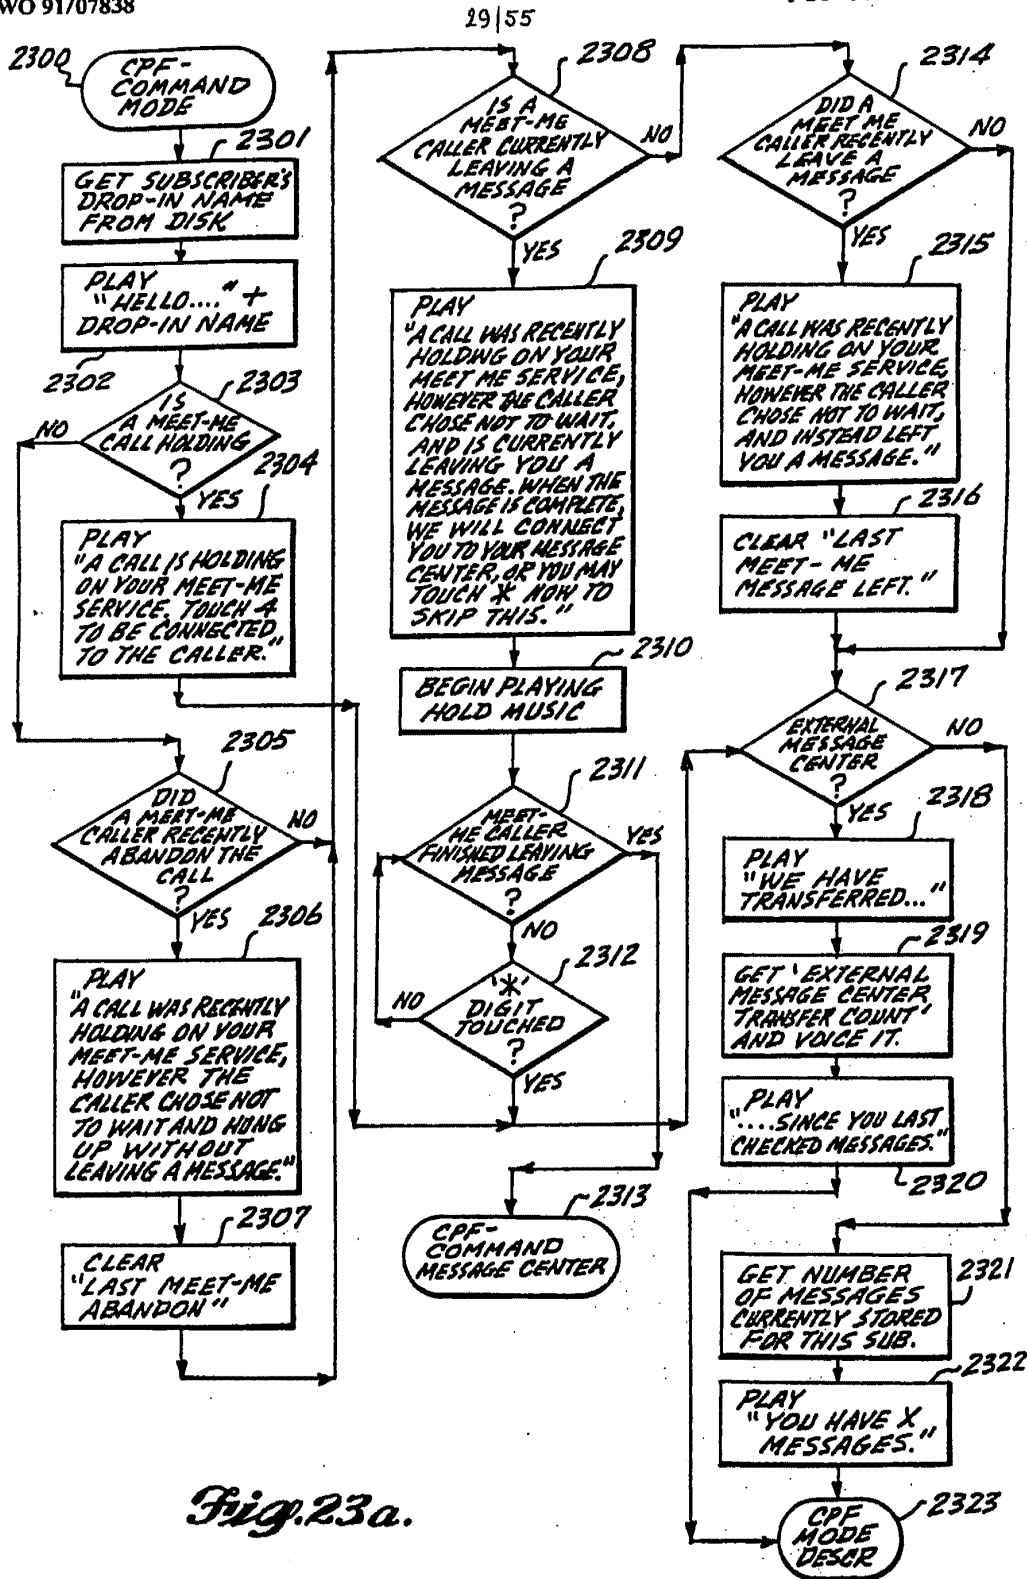 WO 91/07838
29/55
2300
CPF-
COMMAND
MODE
2301
GET SUBSCRIBER'S
DROP-IN NAME
FROM DISK
PLAY
"HELLO...." +
DROP-IN NAME
2302
2303
IS
A MEET-ME
CALL HOLDING
?
NO
YES
2304
PLAY
"A CALL IS HOLDING
ON YOUR MEET-ME
SERVICE. TOUCH 4
TO BE CONNECTED
TO THE CALLER."
2305
DID
A MEET-ME
CALLER RECENTLY
ABANDON THE
CALL
?
NO
YES
2306
PLAY
"A CALL WAS RECENTLY
HOLDING ON YOUR
MEET-ME SERVICE,
HOWEVER THE
CALLER CHOSE NOT
TO WAIT AND HUNG
UP WITHOUT
LEAVING A MESSAGE."
2307
CLEAR
"LAST MEET-ME
ABANDON"
2308
IS A
MEET-ME
CALLER CURRENTLY
LEAVING A
MESSAGE
?
NO
YES
2309
PLAY
"A CALL WAS RECENTLY
HOLDING ON YOUR
MEET ME SERVICE,
HOWEVER THE CALLER
CHOSE NOT TO WAIT,
AND IS CURRENTLY
LEAVING YOU A
MESSAGE. WHEN THE
MESSAGE IS COMPLETE,
WE WILL CONNECT
YOU TO YOUR MESSAGE
CENTER, OR YOU MAY
TOUCH * NOW TO
SKIP THIS."
2310
BEGIN PLAYING
HOLD MUSIC
2311
MEET-
ME CALLER
FINISHED LEAVING
MESSAGE
?
YES
NO
2312
'*'
DIGIT
TOUCHED
?
NO
YES
2313
CPF-
COMMAND
MESSAGE CENTER
2314
DID A
MEET ME
CALLER RECENTLY
LEAVE A
MESSAGE
?
NO
YES
2315
PLAY
"A CALL WAS RECENTLY
HOLDING ON YOUR
MEET-ME SERVICE,
HOWEVER THE CALLER
CHOSE NOT TO WAIT,
AND INSTEAD LEFT
YOU A MESSAGE."
2316
CLEAR "LAST
MEET-ME
MESSAGE LEFT."
2317
EXTERNAL
MESSAGE
CENTER
?
NO
YES
2318
PLAY
"WE HAVE
TRANSFERRED..."
2319
GET 'EXTERNAL
MESSAGE CENTER
TRANSFER COUNT'
AND VOICE IT.
PLAY
"....SINCE YOU LAST
CHECKED MESSAGES."
2320
2321
GET NUMBER
OF MESSAGES
CURRENTLY STORED
FOR THIS SUB.
2322
PLAY
"YOU HAVE X
MESSAGES."
2323
CPF
MODE
DESCR
Fig.23a.